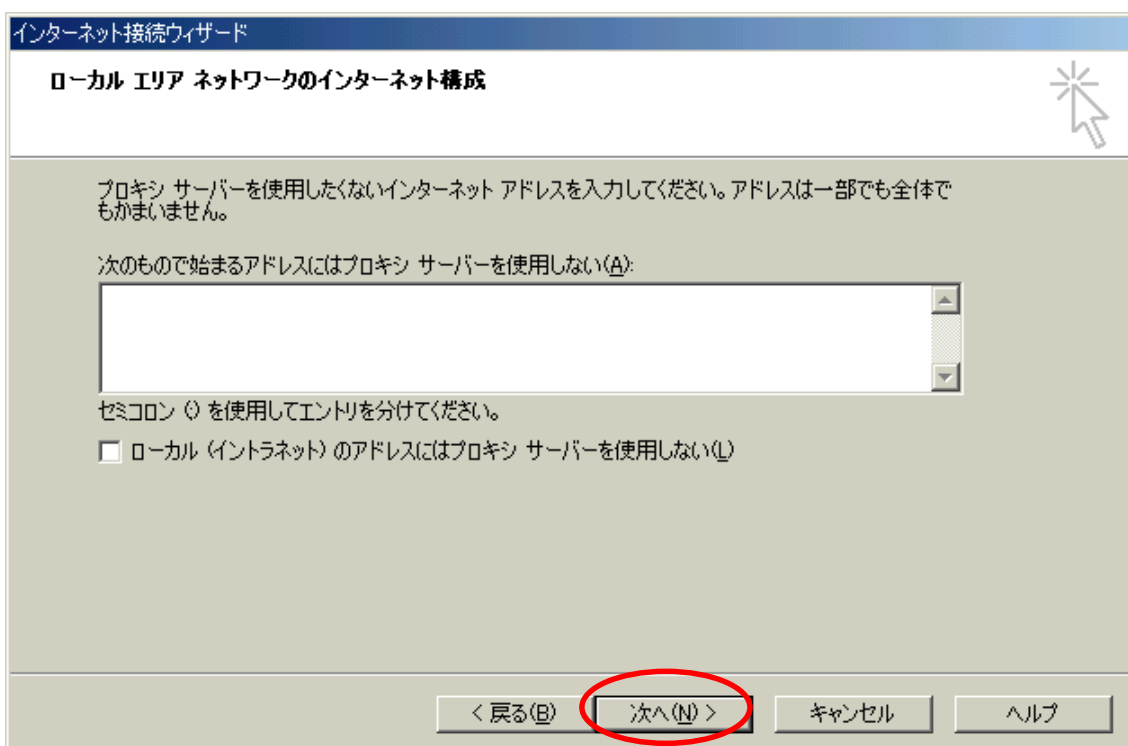 インターネット接続ウィザード
ローカル エリア ネットワークのインターネット構成
プロキシ サーバーを使用したくないインターネット アドレスを入力してください。アドレスは一部でも全体で
もかまいません。
次のもので始まるアドレスにはプロキシ サーバーを使用しない(A):
セミコロン (;) を使用してエントリを分けてください。
ローカル (イントラネット) のアドレスにはプロキシ サーバーを使用しない(L)
< 戻る(B) 次へ(N) > キャンセル ヘルプ